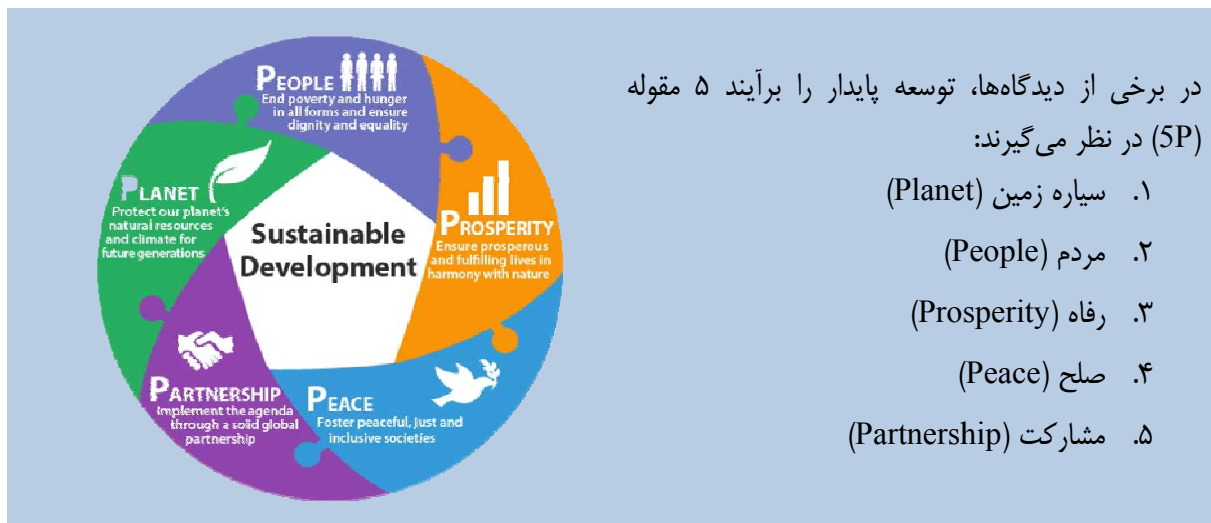 در برخی از دیدگاه‌ها، توسعه پایدار را برآیند ۵ مقوله
(5P) در نظر می‌گیرند:
۱. سیاره زمین (Planet)
۲. مردم (People)
۳. رفاه (Prosperity)
۴. صلح (Peace)
۵. مشارکت (Partnership)
PEOPLE
End poverty and hunger
in all forms and ensure
dignity and equality
PROSPERITY
Ensure prosperous
and fulfilling lives in
harmony with nature
PEACE
Foster peaceful, just and
inclusive societies
PARTNERSHIP
Implement the agenda
through a solid global
partnership
PLANET
Protect our planet's
natural resources
and climate for
future generations
Sustainable
Development